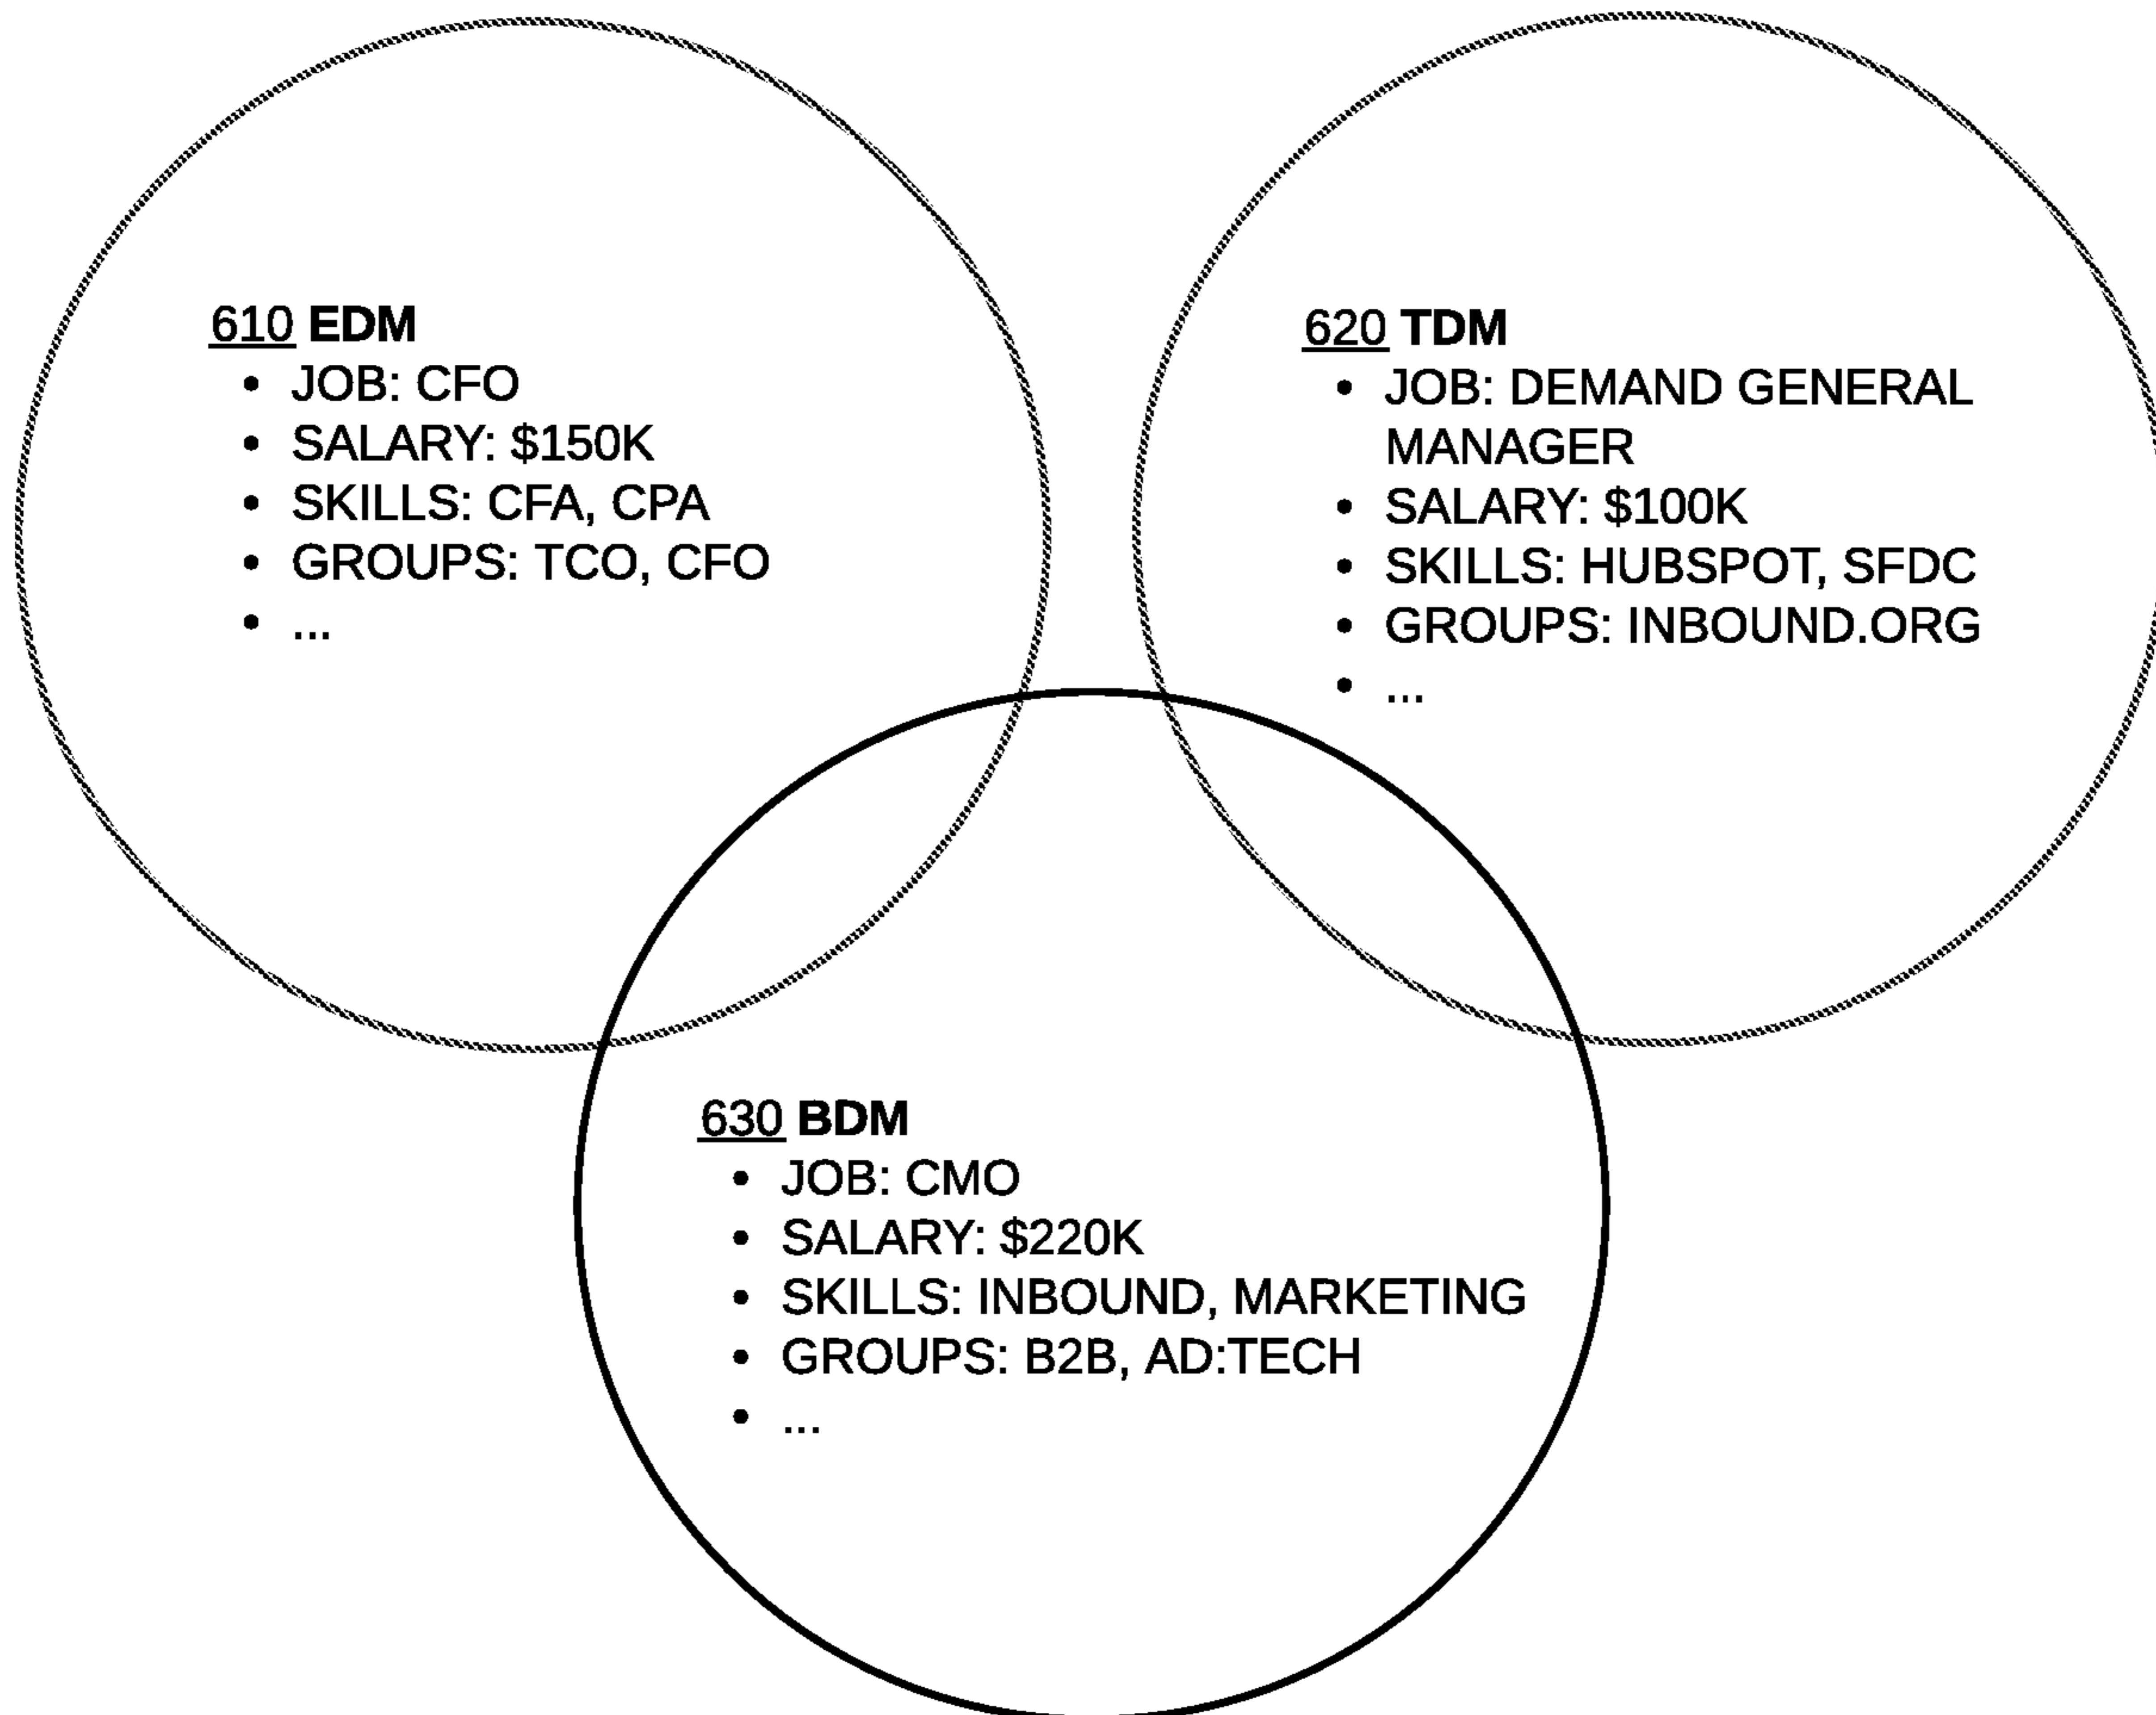 610 EDM
• JOB: CFO
• SALARY: $150K
• SKILLS: CFA, CPA
• GROUPS: TCO, CFO
• ...
620 TDM
• JOB: DEMAND GENERAL
MANAGER
• SALARY: $100K
• SKILLS: HUBSPOT, SFDC
• GROUPS: INBOUND.ORG
• ...
630 BDM
• JOB: CMO
• SALARY: $220K
• SKILLS: INBOUND, MARKETING
• GROUPS: B2B, AD:TECH
• ...